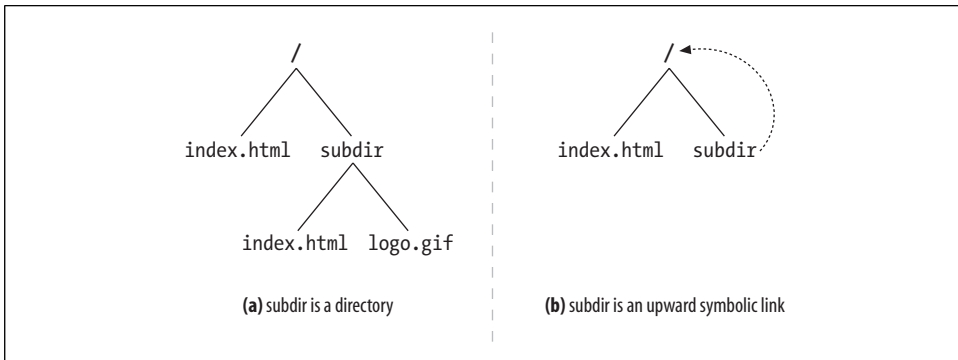 /
index.html subdir
index.html logo.gif
(a) subdir is a directory
/
index.html subdir
(b) subdir is an upward symbolic link